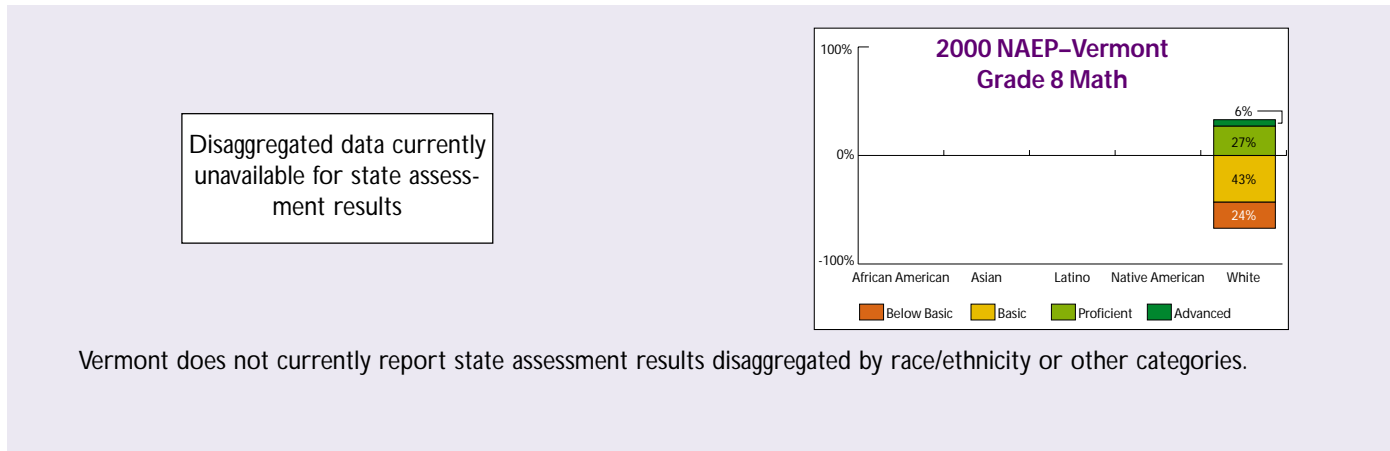 Disaggregated data currently
unavailable for state assess-
ment results
2000 NAEP–Vermont
Grade 8 Math
100%
0%
-100%
6%
27%
43%
24%
African American Asian Latino Native American White
Below Basic Basic Proficient Advanced
Vermont does not currently report state assessment results disaggregated by race/ethnicity or other categories.